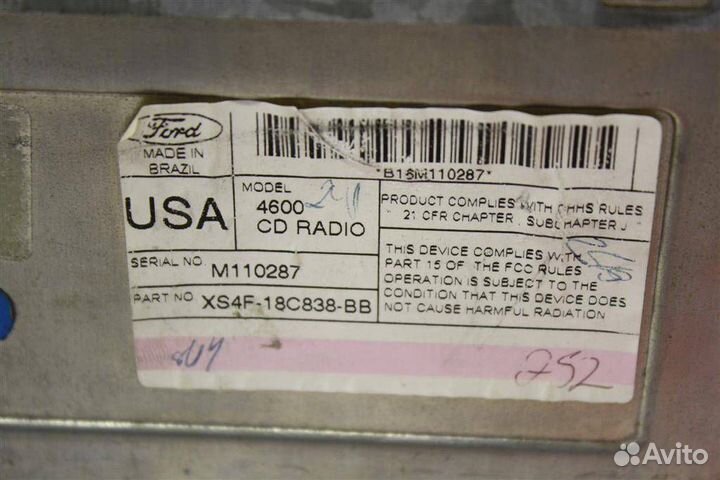 Ford
MADE IN
BRAZIL
*B16M110287*
USA
MODEL
4600
CD RADIO
PRODUCT COMPLIES WITH DHHS RULES
21 CFR CHAPTER SUBCHAPTER J
SERIAL NO.
M110287
THIS DEVICE COMPLIES WITH
PART 15 OF THE FCC RULES
OPERATION IS SUBJECT TO THE
CONDITION THAT THIS DEVICE DOES
NOT CAUSE HARMFUL RADIATION
PART NO.
XS4F-18C838-BB
252
Avito